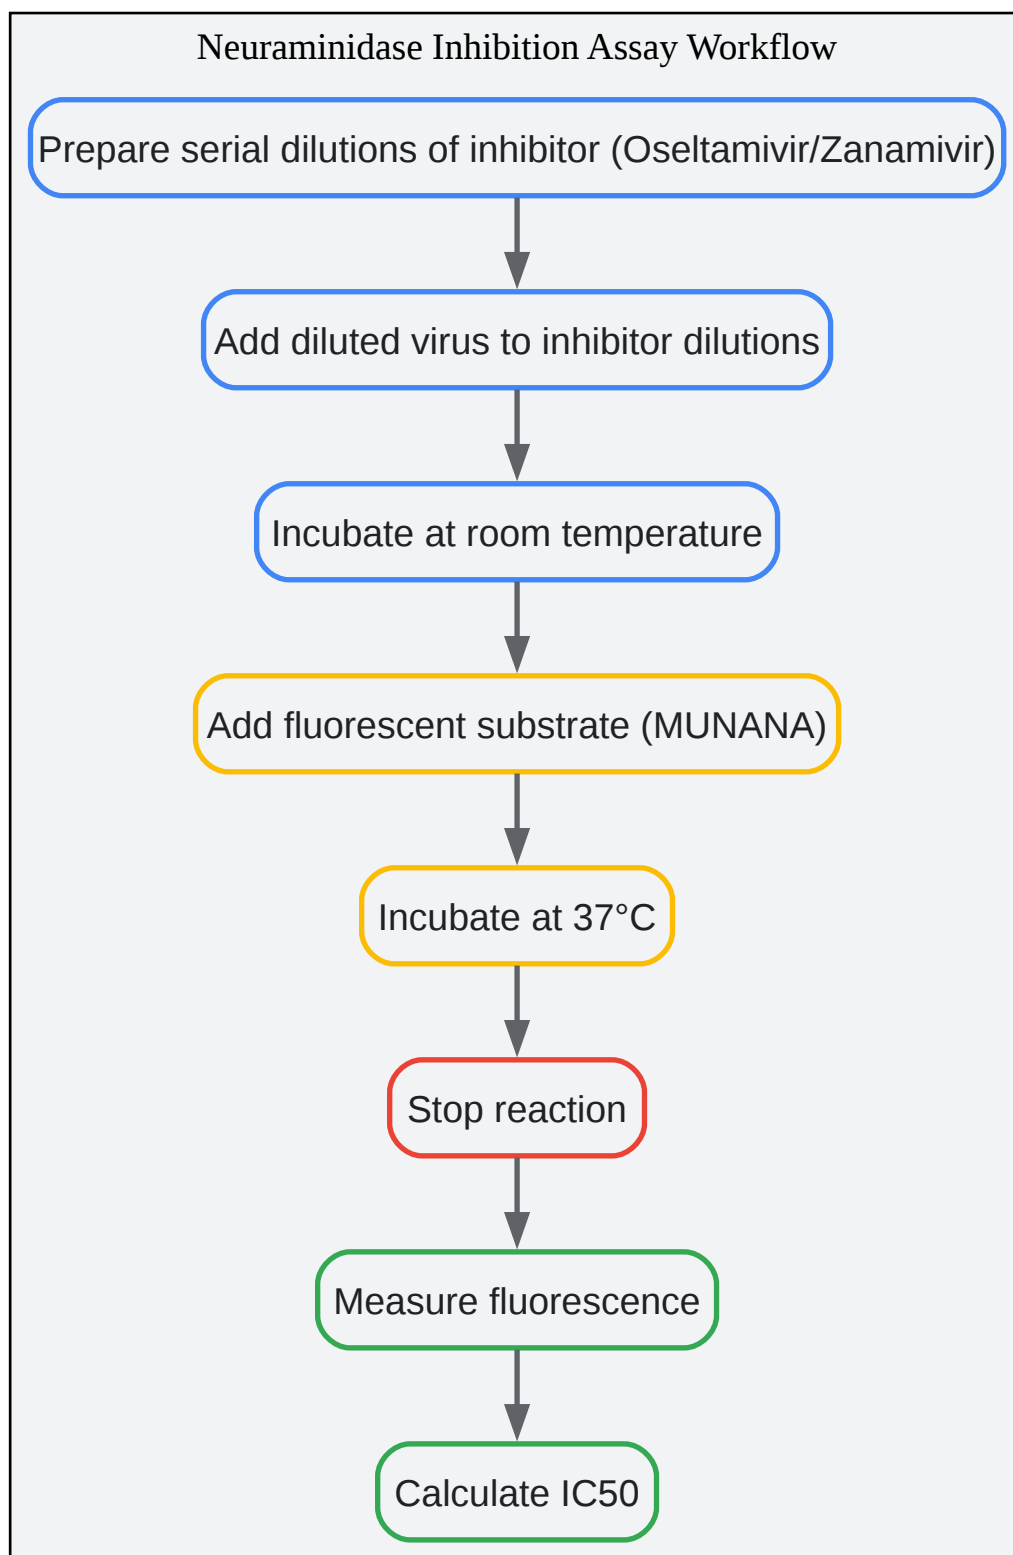 Neuraminidase Inhibition Assay Workflow
Prepare serial dilutions of inhibitor (Oseltamivir/Zanamivir)
Add diluted virus to inhibitor dilutions
Incubate at room temperature
Add fluorescent substrate (MUNANA)
Incubate at 37°C
Stop reaction
Measure fluorescence
Calculate IC50